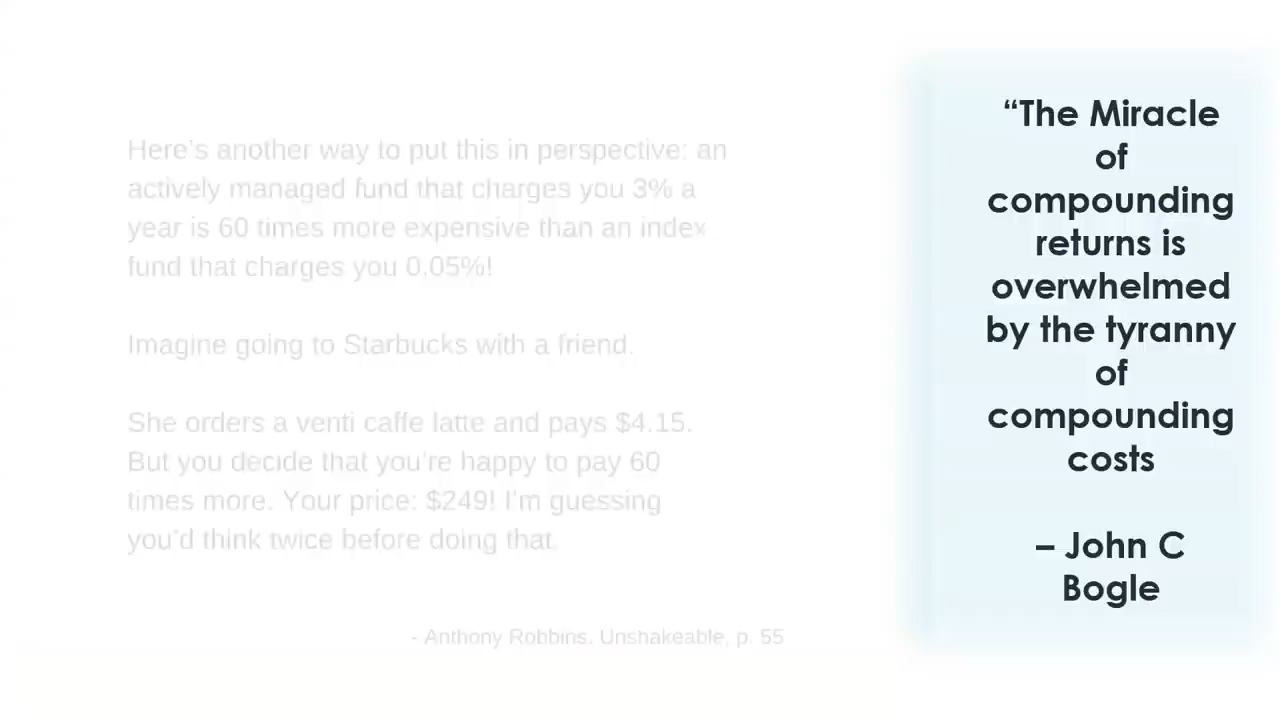 Here's another way to put this in perspective: an
actively managed fund that charges you 3% a
year is 60 times more expensive than an index
fund that charges you 0.05%!
Imagine going to Starbucks with a friend.
She orders a venti caffe latte and pays $4.15.
But you decide that you're happy to pay 60
times more. Your price: $249! I'm guessing
you'd think twice before doing that.
- Anthony Robbins. Unshakeable, p. 55
“The Miracle
of
compounding
returns is
overwhelmed
by the tyranny
of
compounding
costs
– John C
Bogle